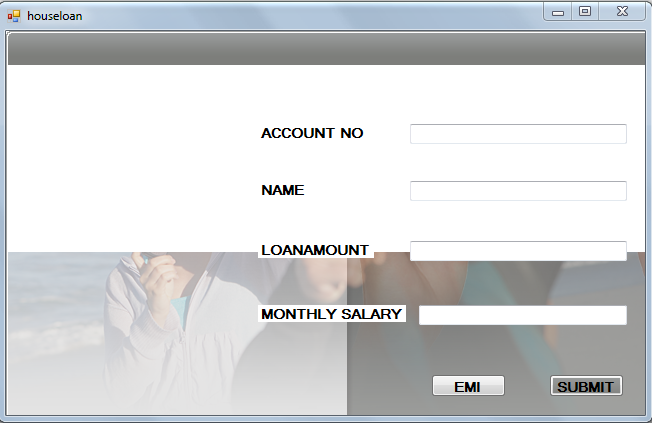 houseloan
ACCOUNT NO
NAME
LOANAMOUNT
MONTHLY SALARY
EMI
SUBMIT